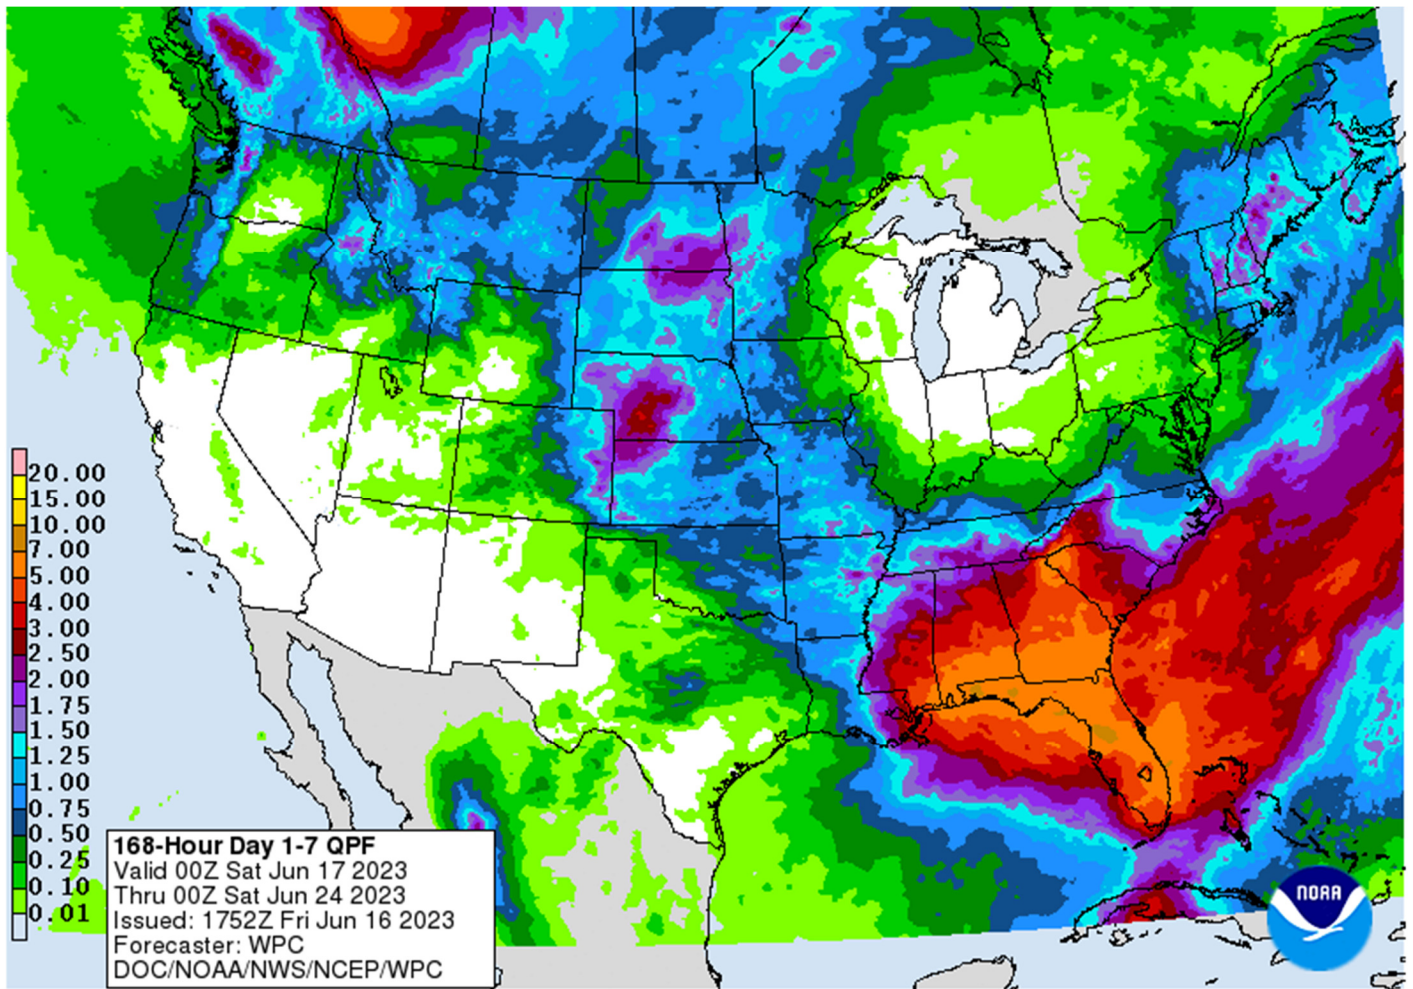 20.00
15.00
10.00
7.00
5.00
4.00
3.00
2.50
2.00
1.75
1.50
1.25
1.00
0.75
0.50
0.25
0.10
0.01
168-Hour Day 1-7 QPF
Valid 00Z Sat Jun 17 2023
Thru 00Z Sat Jun 24 2023
Issued: 1752Z Fri Jun 16 2023
Forecaster: WPC
DOC/NOAA/NWS/NCEP/WPC
NOAA